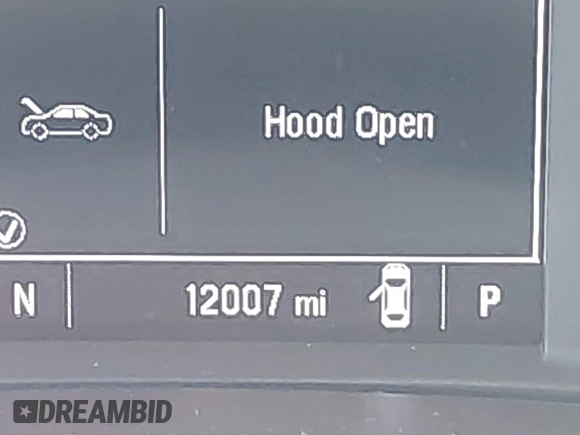 Hood Open
N 12007 mi P
DREAMBID